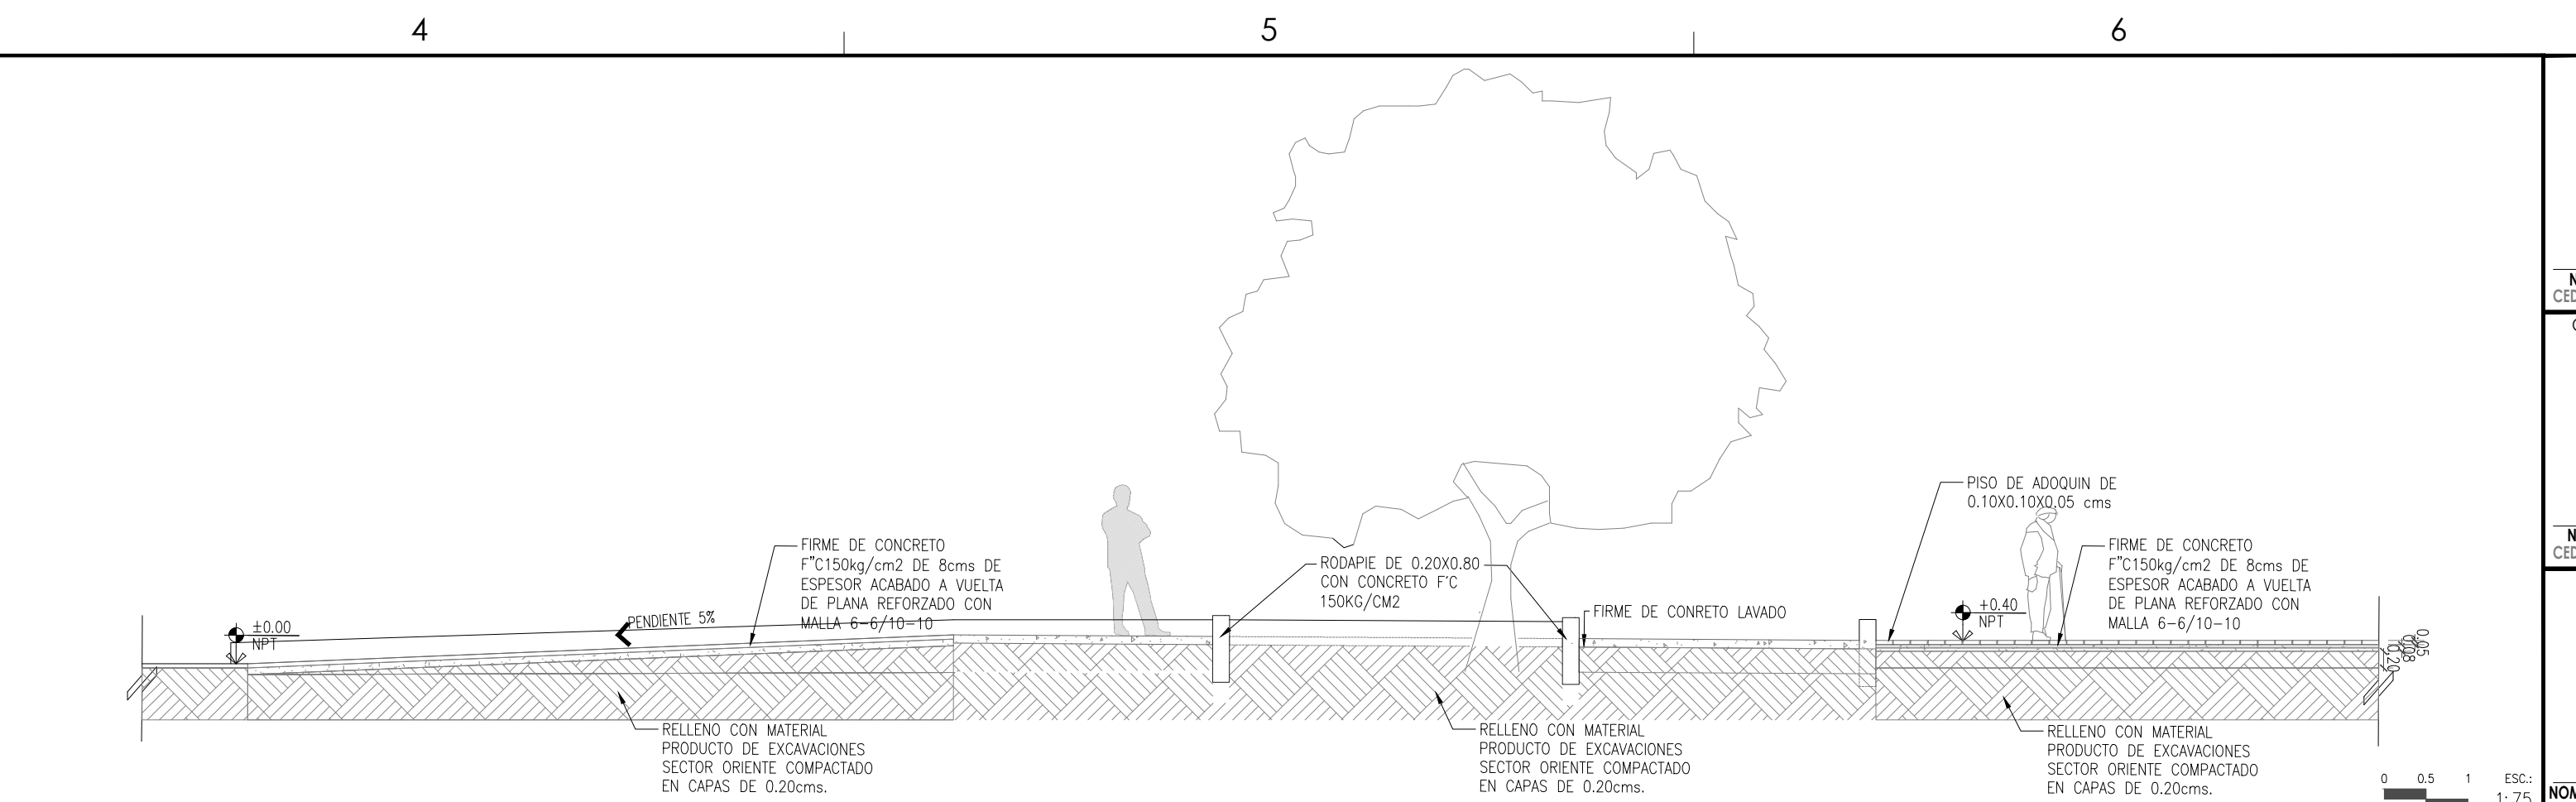 4
5
6
PISO DE ADOQUIN DE
0.10X0.10X0.05 cms
FIRME DE CONCRETO
F"C150kg/cm2 DE 8cms DE
ESPESOR ACABADO A VUELTA
DE PLANA REFORZADO CON
MALLA 6-6/10-10
RODAPIE DE 0.20X0.80
CON CONCRETO F'C
150KG/CM2
FIRME DE CONCRETO
F"C150kg/cm2 DE 8cms DE
ESPESOR ACABADO A VUELTA
DE PLANA REFORZADO CON
MALLA 6-6/10-10
±0.00
NPT
PENDIENTE 5%
FIRME DE CONRETO LAVADO
+0.40
NPT
0.05
0.08
0.20
RELLENO CON MATERIAL
PRODUCTO DE EXCAVACIONES
SECTOR ORIENTE COMPACTADO
EN CAPAS DE 0.20cms.
RELLENO CON MATERIAL
PRODUCTO DE EXCAVACIONES
SECTOR ORIENTE COMPACTADO
EN CAPAS DE 0.20cms.
RELLENO CON MATERIAL
PRODUCTO DE EXCAVACIONES
SECTOR ORIENTE COMPACTADO
EN CAPAS DE 0.20cms.
0 0.5 1 ESC.:
1:75
N
CED
N
CED
NOM